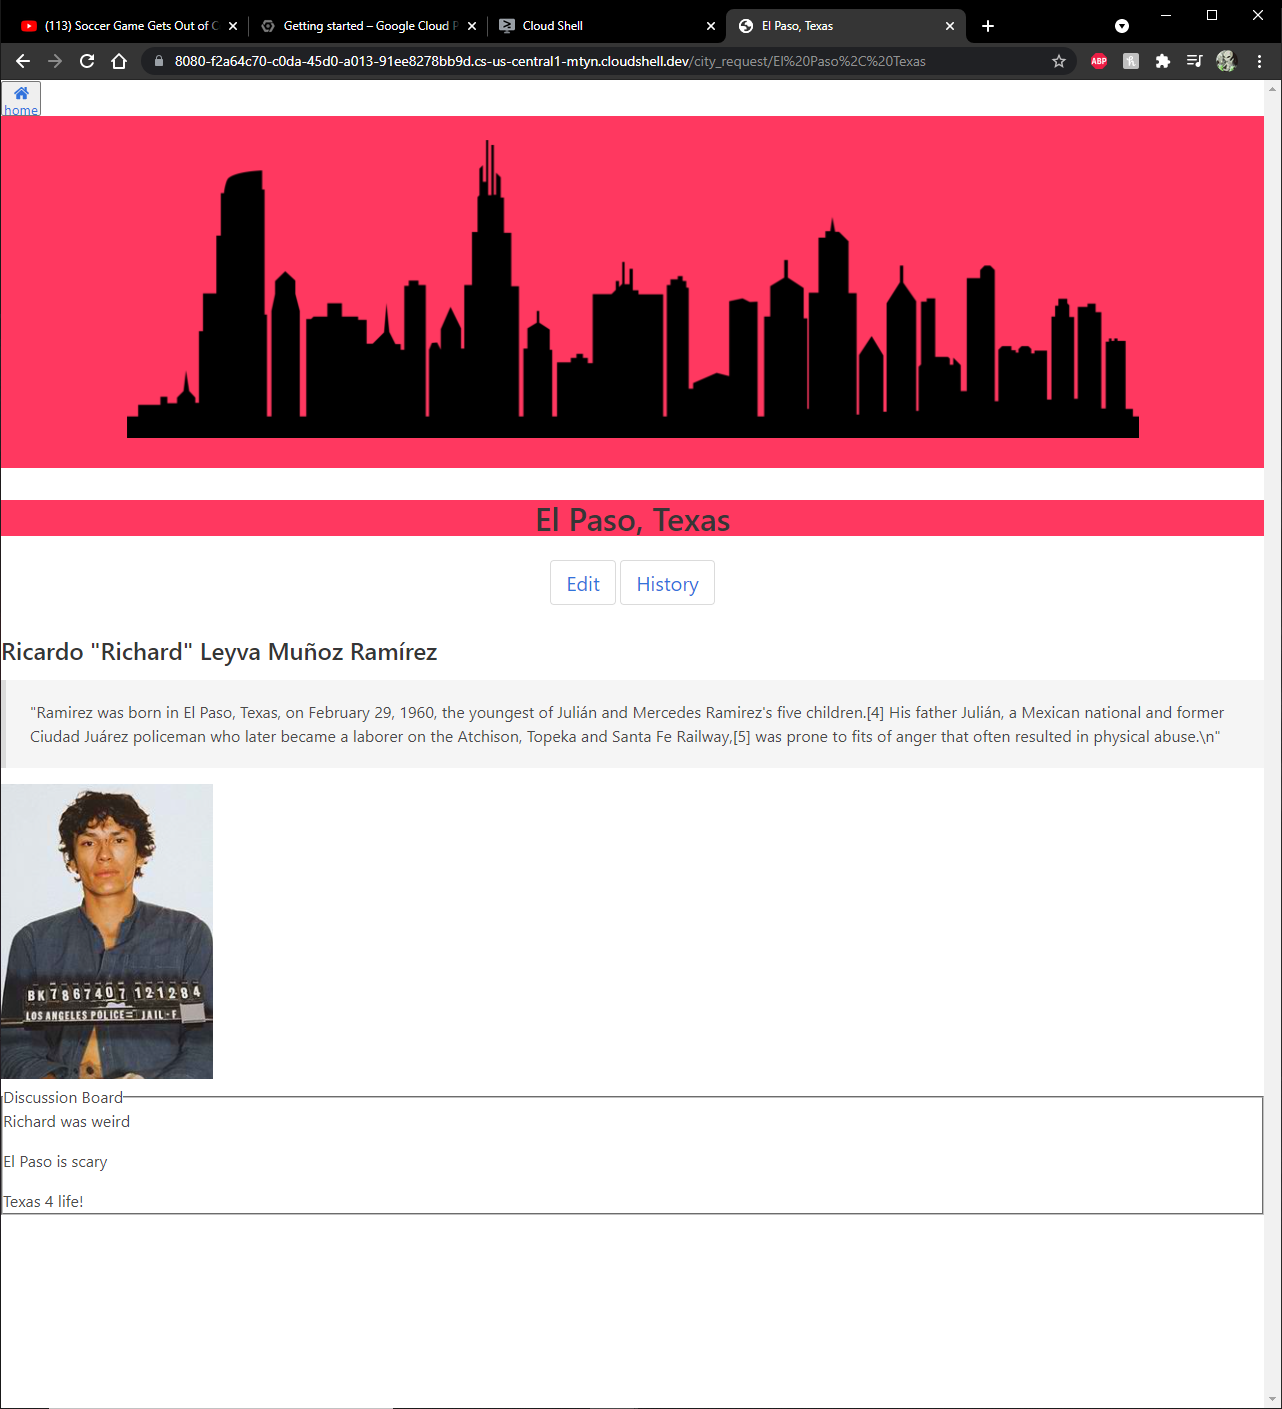 (113) Soccer Game Gets Out of C
Getting started – Google Cloud P
Cloud Shell
El Paso, Texas
8080-f2a64c70-c0da-45d0-a013-91ee8278bb9d.cs-us-central1-mtyn.cloudshell.dev/city_request/El%20Paso%2C%20Texas
ABP
home
El Paso, Texas
Edit
History
Ricardo "Richard" Leyva Muñoz Ramírez
"Ramirez was born in El Paso, Texas, on February 29, 1960, the youngest of Julián and Mercedes Ramirez's five children.[4] His father Julián, a Mexican national and former
Ciudad Juárez policeman who later became a laborer on the Atchison, Topeka and Santa Fe Railway,[5] was prone to fits of anger that often resulted in physical abuse.\n"
BK7867407 121284
LOS ANGELES POLICE= JAIL-F
Discussion Board
Richard was weird
El Paso is scary
Texas 4 life!